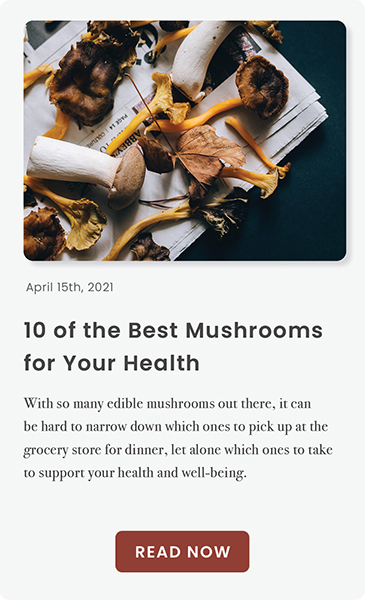 PAGE 14
April 15th, 2021
10 of the Best Mushrooms
for Your Health
With so many edible mushrooms out there, it can
be hard to narrow down which ones to pick up at the
grocery store for dinner, let alone which ones to take
to support your health and well-being.
READ NOW